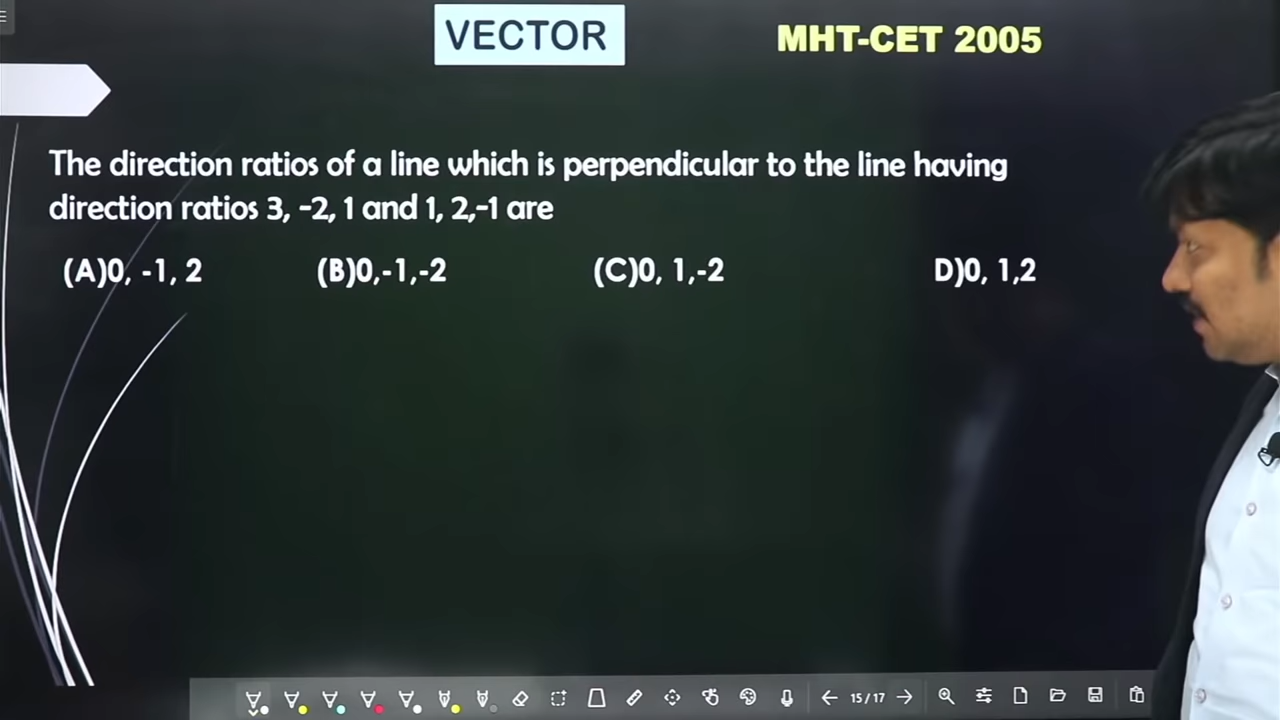 VECTOR
MHT-CET 2005
The direction ratios of a line which is perpendicular to the line having
direction ratios 3, -2, 1 and 1, 2,-1 are
(A)0, -1, 2
(B)0,-1,-2
(C)0, 1,-2
D)0, 1,2
15 / 17